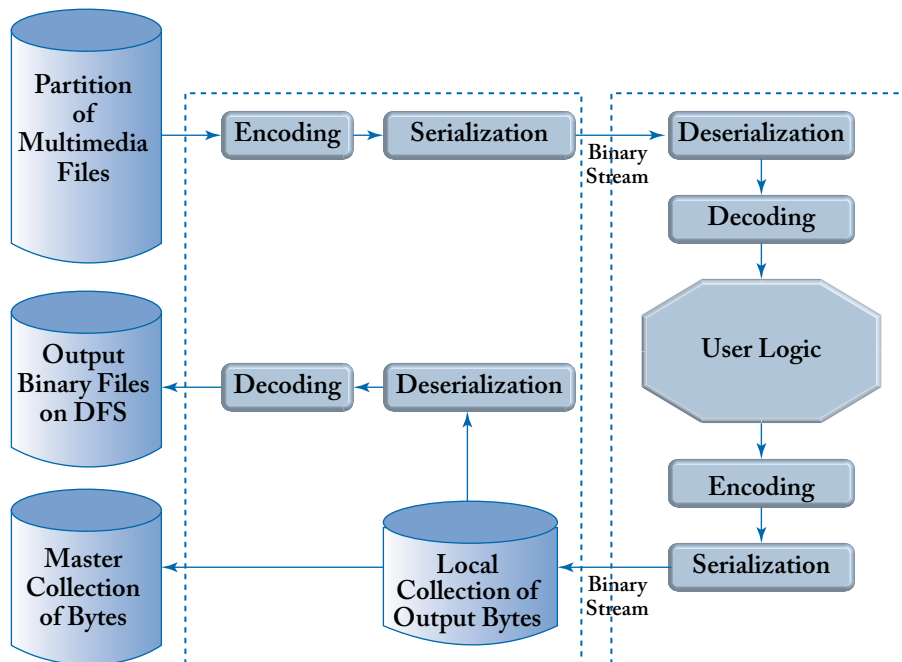 Partition
of
Multimedia
Files
Encoding
Serialization
Binary
Stream
Deserialization
Decoding
User Logic
Output
Binary Files
on DFS
Decoding
Deserialization
Encoding
Master
Collection
of Bytes
Local
Collection of
Output Bytes
Binary
Stream
Serialization